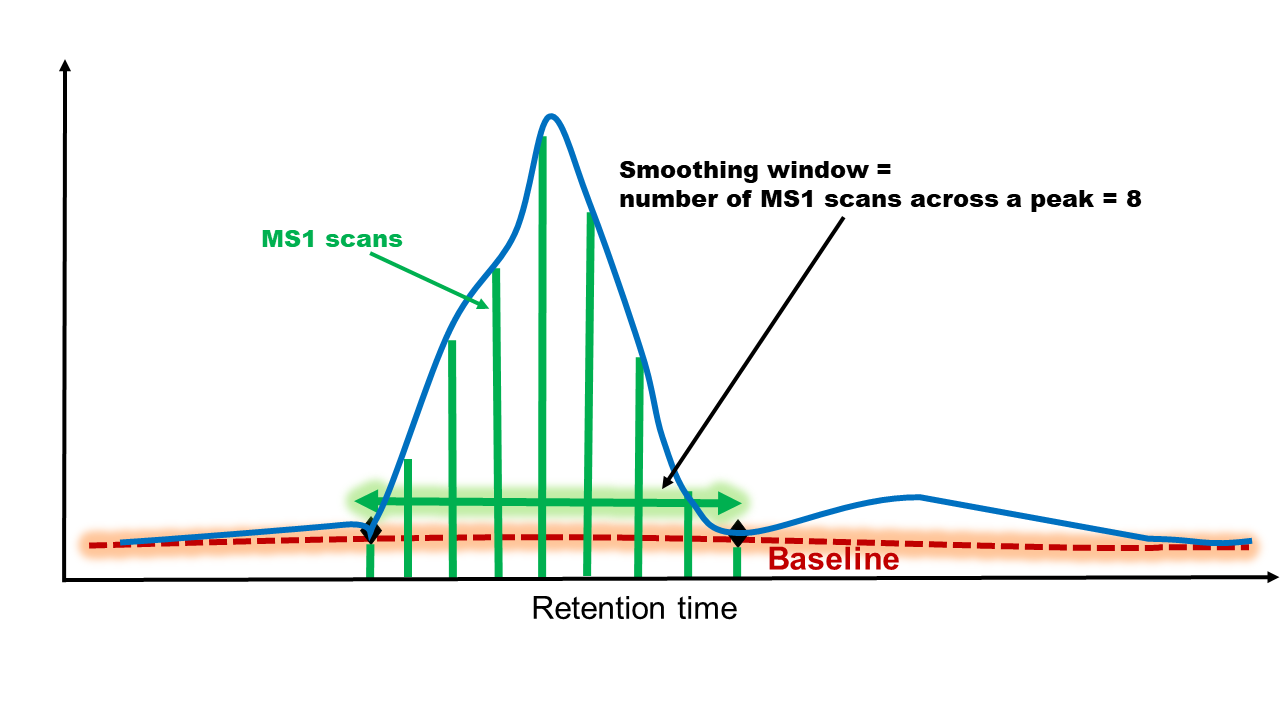 Smoothing window =
number of MS1 scans across a peak = 8
MS1 scans
Baseline
Retention time